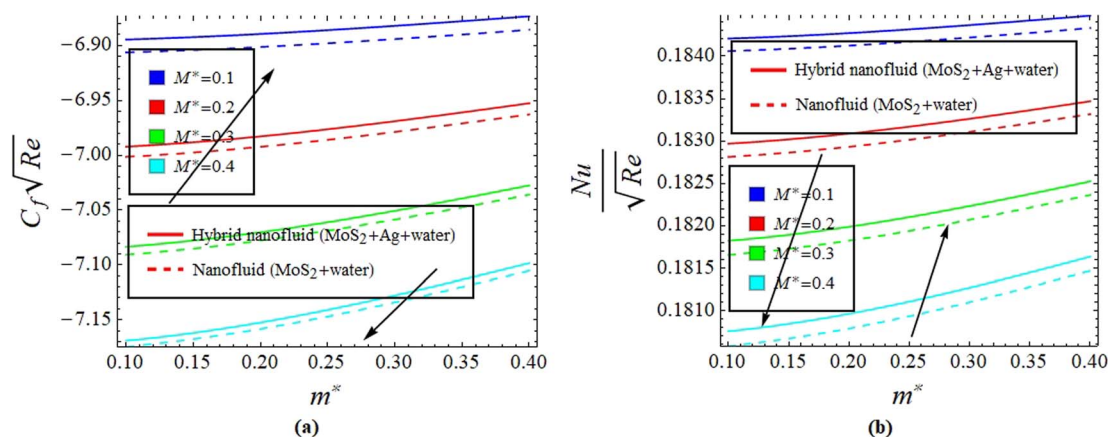 −6.90
−6.95
−7.00
−7.05
−7.10
−7.15
C_f√Re
M*=0.1
M*=0.2
M*=0.3
M*=0.4
Hybrid nanofluid (MoS₂+Ag+water)
Nanofluid (MoS₂+water)
0.10 0.15 0.20 0.25 0.30 0.35 0.40
m*
(a)
0.1840
0.1835
0.1830
0.1825
0.1820
0.1815
0.1810
Nu
√Re
Hybrid nanofluid (MoS₂+Ag+water)
Nanofluid (MoS₂+water)
M*=0.1
M*=0.2
M*=0.3
M*=0.4
0.10 0.15 0.20 0.25 0.30 0.35 0.40
m*
(b)